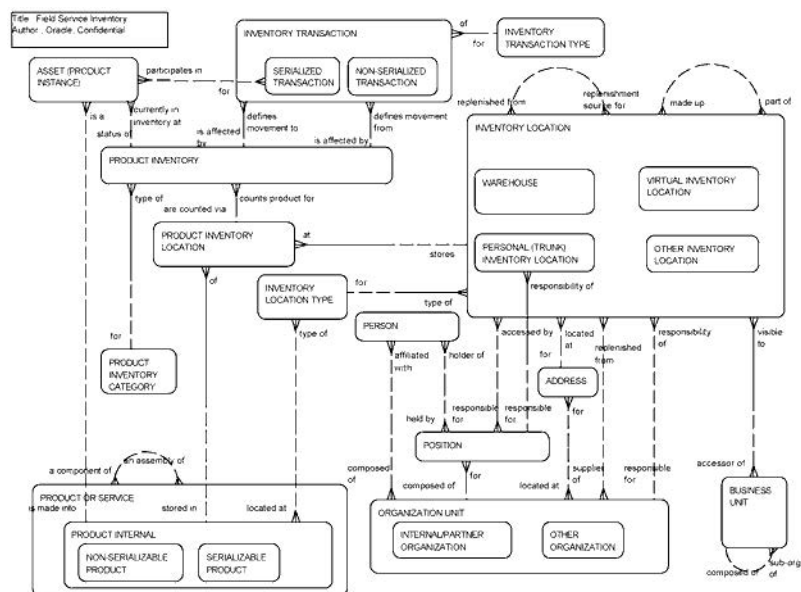 Title Field Service Inventory
Author , Oracle, Confidential
INVENTORY TRANSACTION
SERIALIZED
TRANSACTION
NON-SERIALIZED
TRANSACTION
of
for
INVENTORY
TRANSACTION TYPE
ASSET (PRODUCT
INSTANCE)
participates in
for
is a
currently in
inventory at
status of
is affected
by
defines
movement to
defines movement
from
is affected by
replenished from
replenishment
source for
made up
part of
INVENTORY LOCATION
WAREHOUSE
VIRTUAL INVENTORY
LOCATION
PERSONAL (TRUNK)
INVENTORY LOCATION
OTHER INVENTORY
LOCATION
PRODUCT INVENTORY
type of
counts product for
are counted via
PRODUCT INVENTORY
LOCATION
at
stores
of
INVENTORY
LOCATION TYPE
for
type of
type of
responsibility of
for
PRODUCT
INVENTORY
CATEGORY
PERSON
affiliated
with
holder of
accessed by
located
at
for
replenished
from
responsibility
of
visible
to
ADDRESS
for
held by
responsible
for
responsible
for
POSITION
for
a component of
an assembly of
composed
of
composed of
located at
supplier
of
responsible
for
accessor of
PRODUCT OR SERVICE
is made into
stored in
located at
PRODUCT INTERNAL
NON-SERIALIZABLE
PRODUCT
SERIALIZABLE
PRODUCT
ORGANIZATION UNIT
INTERNAL/PARTNER
ORGANIZATION
OTHER
ORGANIZATION
BUSINESS
UNIT
composed of
sub-org
of